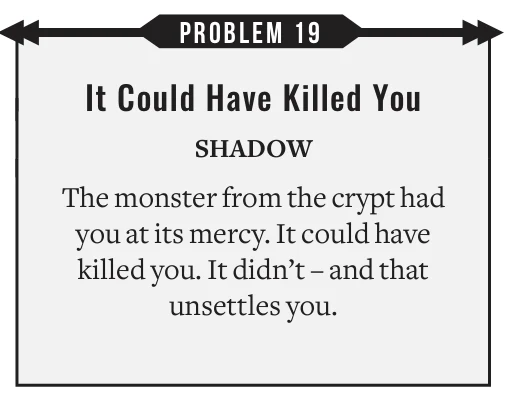 PROBLEM 19
It Could Have Killed You
SHADOW
The monster from the crypt had
you at its mercy. It could have
killed you. It didn’t – and that
unsettles you.